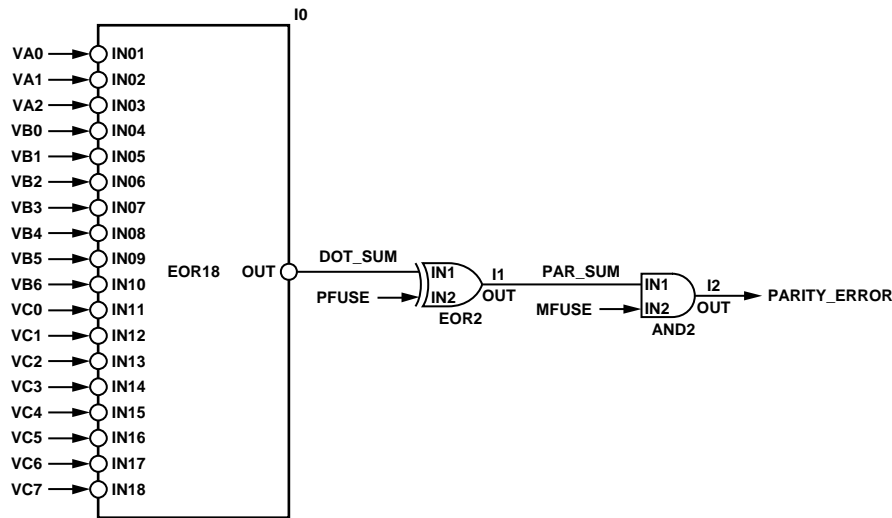 I0
VA0 IN01
VA1 IN02
VA2 IN03
VB0 IN04
VB1 IN05
VB2 IN06
VB3 IN07
VB4 IN08
VB5 IN09
VB6 IN10
VC0 IN11
VC1 IN12
VC2 IN13
VC3 IN14
VC4 IN15
VC5 IN16
VC6 IN17
VC7 IN18
EOR18 OUT
DOT_SUM
PFUSE
IN1
IN2
I1
OUT
EOR2
PAR_SUM
MFUSE
IN1
IN2
I2
OUT
AND2
PARITY_ERROR